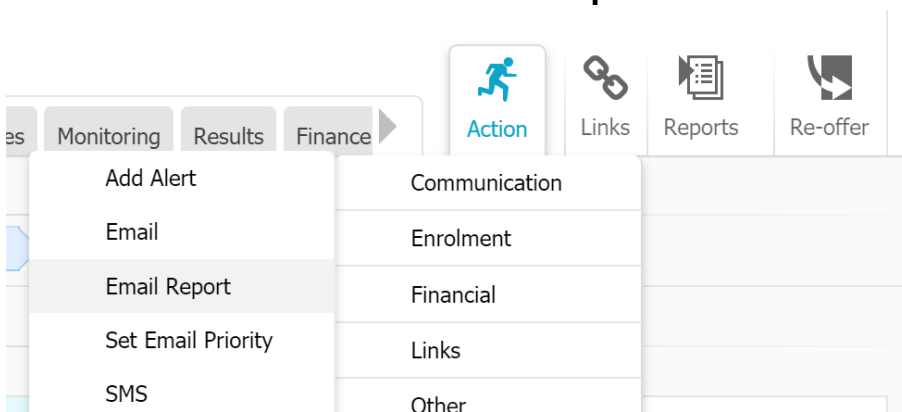 Action
Links
Reports
Re-offer
es
Monitoring
Results
Finance
Add Alert
Email
Email Report
Set Email Priority
SMS
Communication
Enrolment
Financial
Links
Other